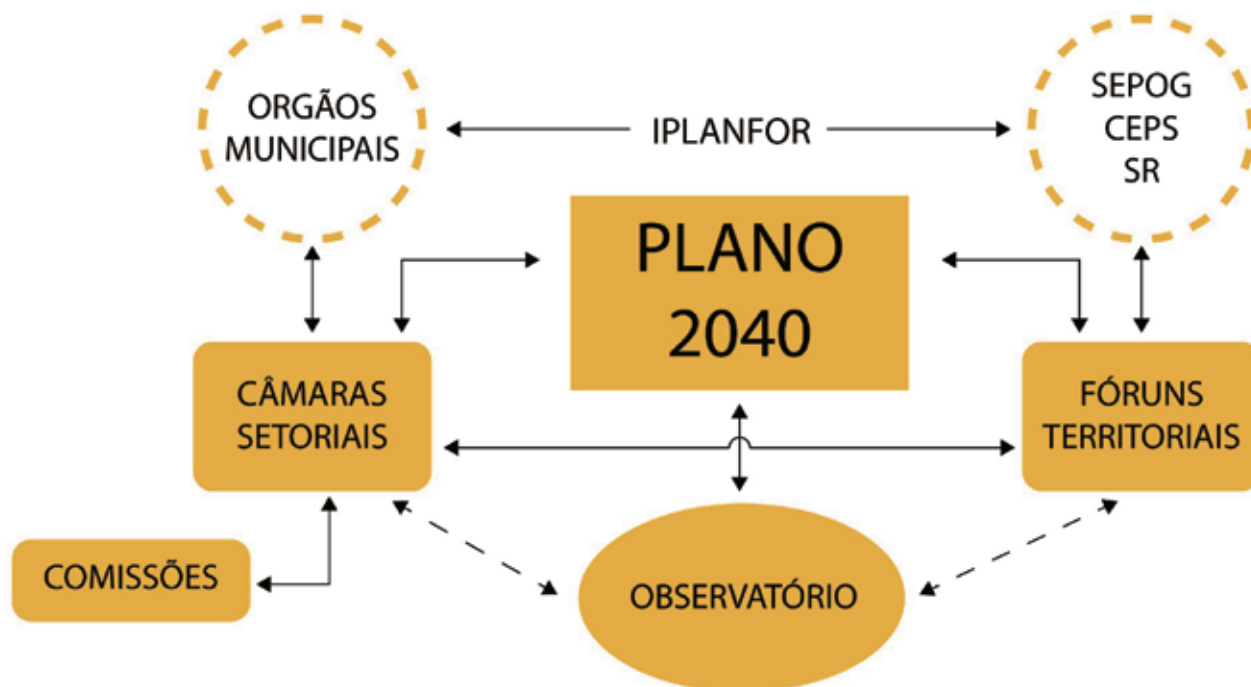 ORGÃOS
MUNICIPAIS
IPLANFOR
SEPOG
CEPS
SR
PLANO
2040
CÂMARAS
SETORIAIS
FÓRUNS
TERRITORIAIS
COMISSÕES
OBSERVATÓRIO